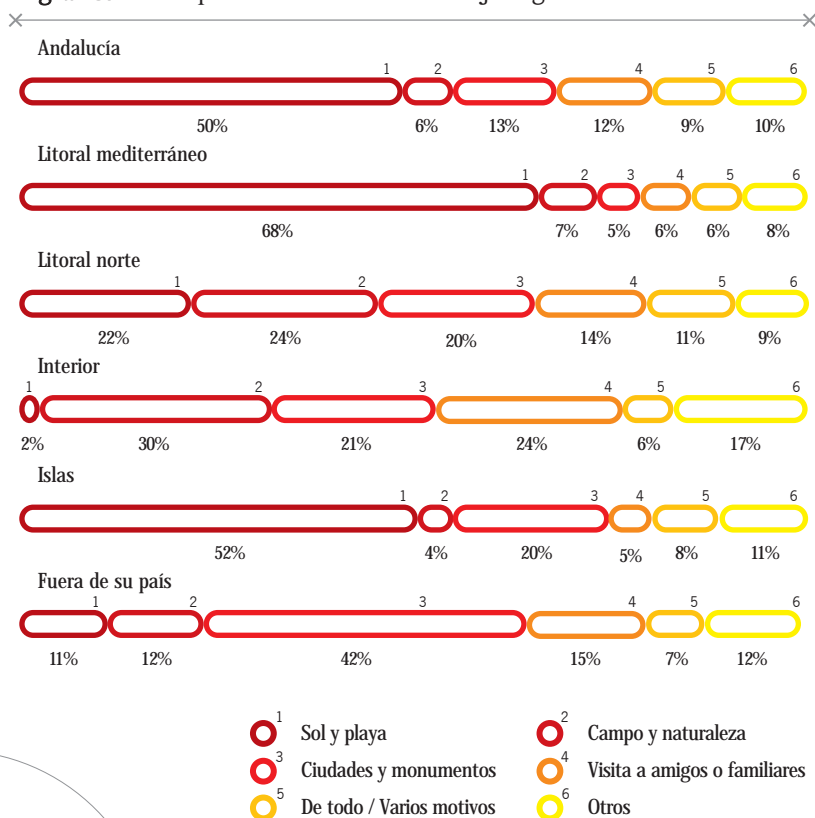 Andalucía
1 2 3 4 5 6
50% 6% 13% 12% 9% 10%
Litoral mediterráneo
1 2 3 4 5 6
68% 7% 5% 6% 6% 8%
Litoral norte
1 2 3 4 5 6
22% 24% 20% 14% 11% 9%
Interior
1 2 3 4 5 6
2% 30% 21% 24% 6% 17%
Islas
1 2 3 4 5 6
52% 4% 20% 5% 8% 11%
Fuera de su país
1 2 3 4 5 6
11% 12% 42% 15% 7% 12%
1 Sol y playa 2 Campo y naturaleza
3 Ciudades y monumentos 4 Visita a amigos o familiares
5 De todo / Varios motivos 6 Otros